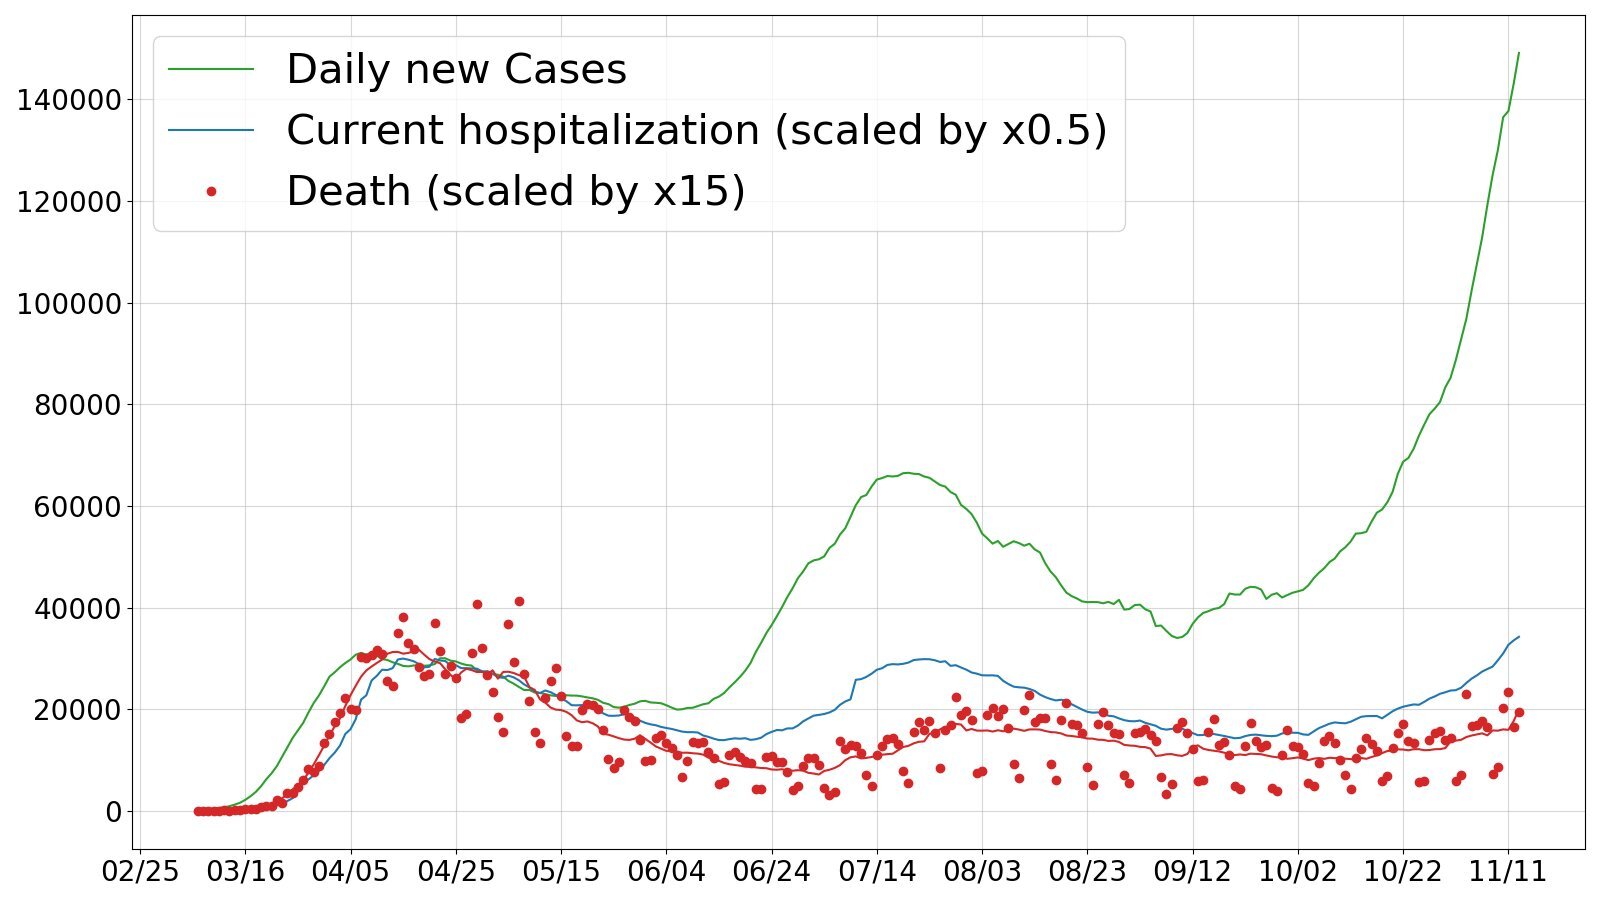 Daily new Cases
Current hospitalization (scaled by x0.5)
Death (scaled by x15)
140000
120000
100000
80000
60000
40000
20000
0
02/25 03/16 04/05 04/25 05/15 06/04 06/24 07/14 08/03 08/23 09/12 10/02 10/22 11/11